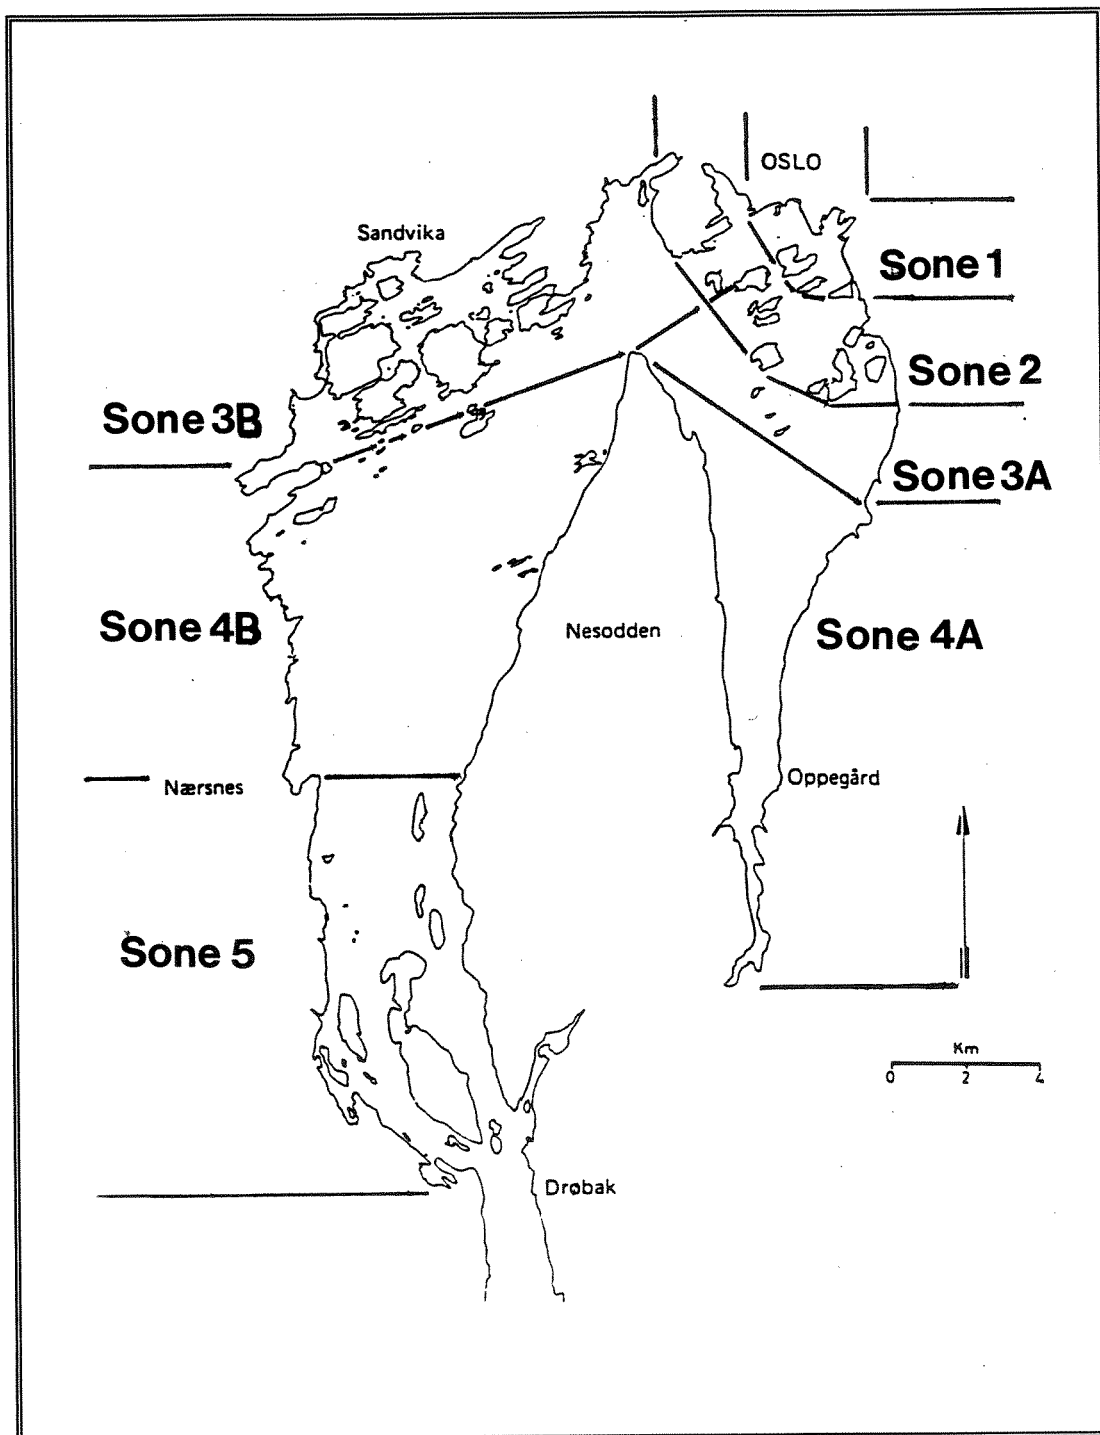 OSLO
Sandvika
Sone 1
Sone 2
Sone 3B
Sone 3A
Sone 4B
Nesodden
Sone 4A
Nærsnes
Oppegård
Sone 5
Km
0 2 4
Drøbak